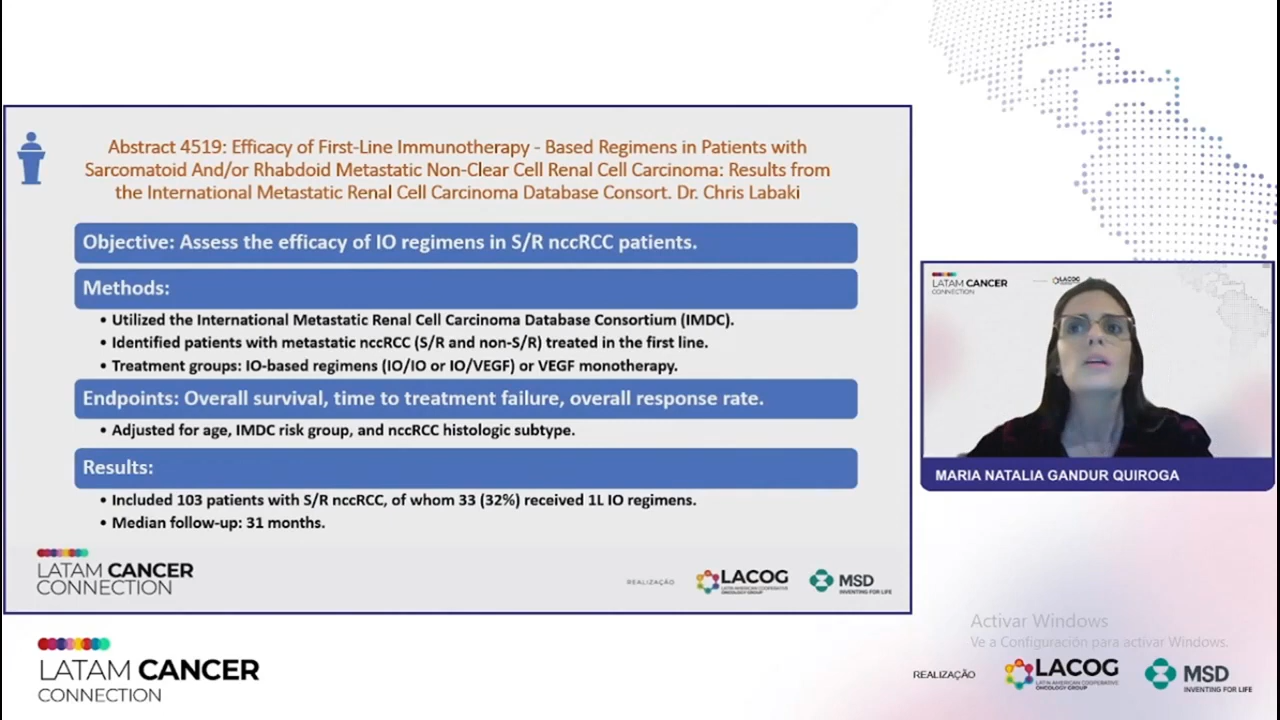 Abstract 4519: Efficacy of First-Line Immunotherapy - Based Regimens in Patients with
Sarcomatoid And/or Rhabdoid Metastatic Non-Clear Cell Renal Cell Carcinoma: Results from
the International Metastatic Renal Cell Carcinoma Database Consort. Dr. Chris Labaki
Objective: Assess the efficacy of IO regimens in S/R nccRCC patients.
Methods:
• Utilized the International Metastatic Renal Cell Carcinoma Database Consortium (IMDC).
• Identified patients with metastatic nccRCC (S/R and non-S/R) treated in the first line.
• Treatment groups: IO-based regimens (IO/IO or IO/VEGF) or VEGF monotherapy.
Endpoints: Overall survival, time to treatment failure, overall response rate.
• Adjusted for age, IMDC risk group, and nccRCC histologic subtype.
Results:
• Included 103 patients with S/R nccRCC, of whom 33 (32%) received 1L IO regimens.
• Median follow-up: 31 months.
LATAM CANCER
CONNECTION
REALIZAÇÃO
LACOG
LATIN AMERICAN COOPERATIVE
ONCOLOGY GROUP
MSD
INVENTING FOR LIFE
LATAM CANCER
CONNECTION
LACOG
MARIA NATALIA GANDUR QUIROGA
Activar Windows
Ve a Configuración para activar Windows.
LATAM CANCER
CONNECTION
REALIZAÇÃO
LACOG
LATIN AMERICAN COOPERATIVE
ONCOLOGY GROUP
MSD
INVENTING FOR LIFE